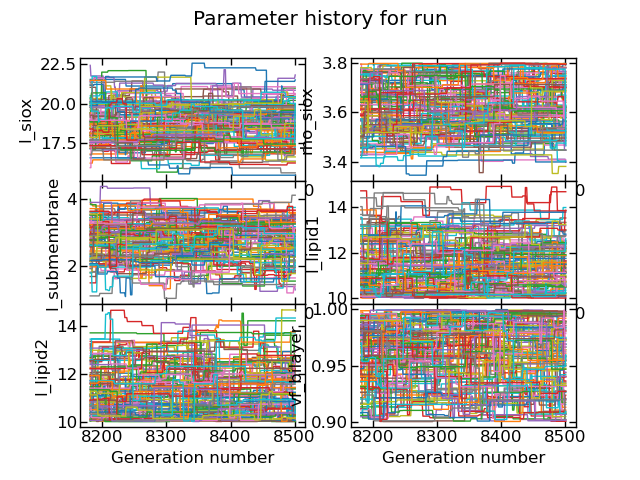 Parameter history for run
22.5
20.0
17.5
l_siox
3.8
3.6
3.4
rho_siox
0
0
4
2
l_submembrane
14
12
10
l_lipid1
0
0
14
12
10
l_lipid2
1.00
0.95
0.90
vf_bilayer
8200 8300 8400 8500
8200 8300 8400 8500
Generation number
Generation number